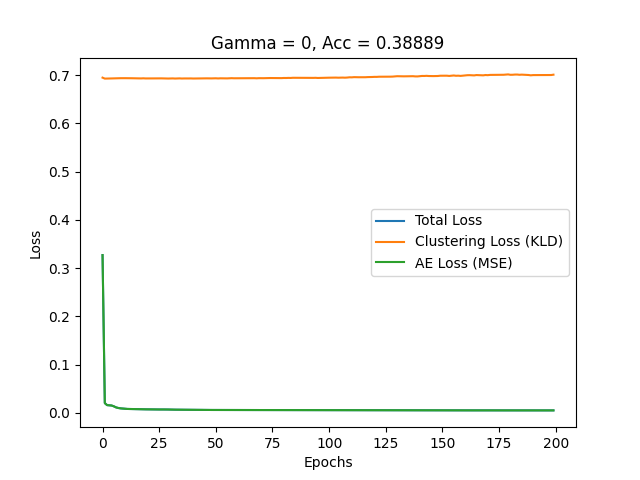 Gamma = 0, Acc = 0.38889
0.7
0.6
0.5
0.4
0.3
0.2
0.1
0.0
Loss
Total Loss
Clustering Loss (KLD)
AE Loss (MSE)
0 25 50 75 100 125 150 175 200
Epochs